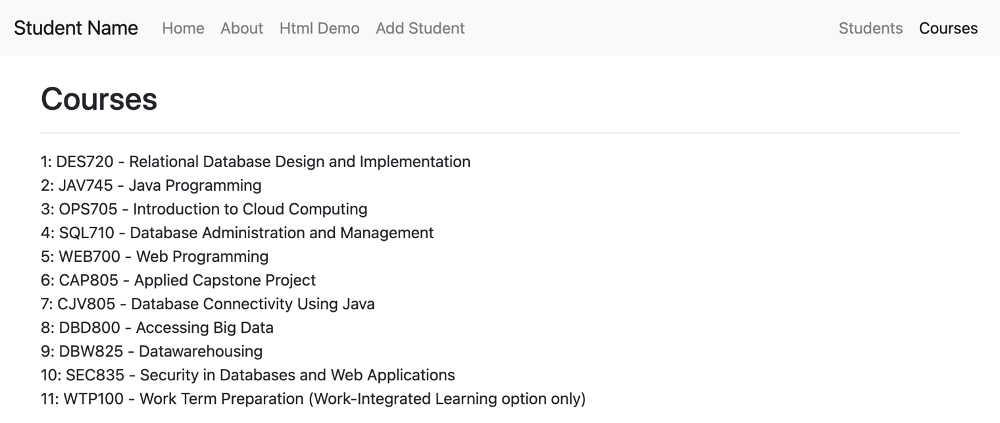 Student Name Home About Html Demo Add Student Students Courses
Courses
1: DES720 - Relational Database Design and Implementation
2: JAV745 - Java Programming
3: OPS705 - Introduction to Cloud Computing
4: SQL710 - Database Administration and Management
5: WEB700 - Web Programming
6: CAP805 - Applied Capstone Project
7: CJV805 - Database Connectivity Using Java
8: DBD800 - Accessing Big Data
9: DBW825 - Datawarehousing
10: SEC835 - Security in Databases and Web Applications
11: WTP100 - Work Term Preparation (Work-Integrated Learning option only)